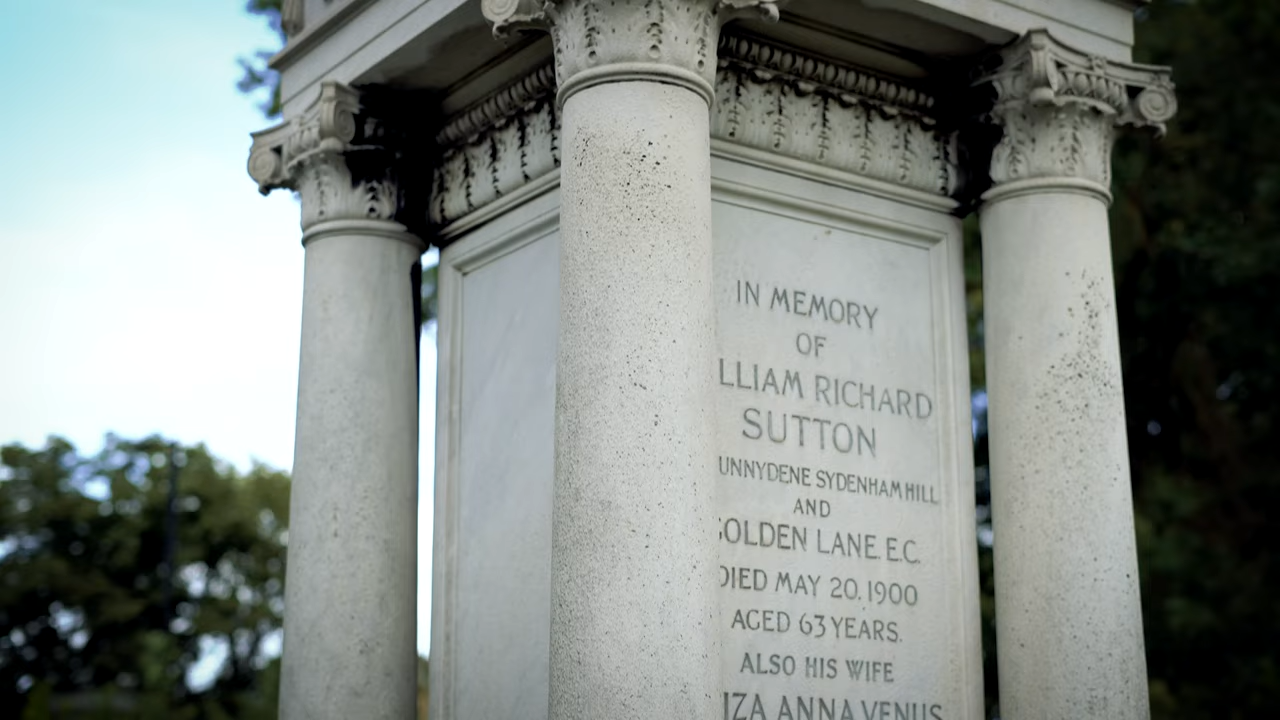 IN MEMORY
OF
LLIAM RICHARD
SUTTON
UNNYDENE SYDENHAM HILL
AND
OLDEN LANE. E.C.
DIED MAY 20. 1900
AGED 63 YEARS.
ALSO HIS WIFE
IZA ANNA VENUS